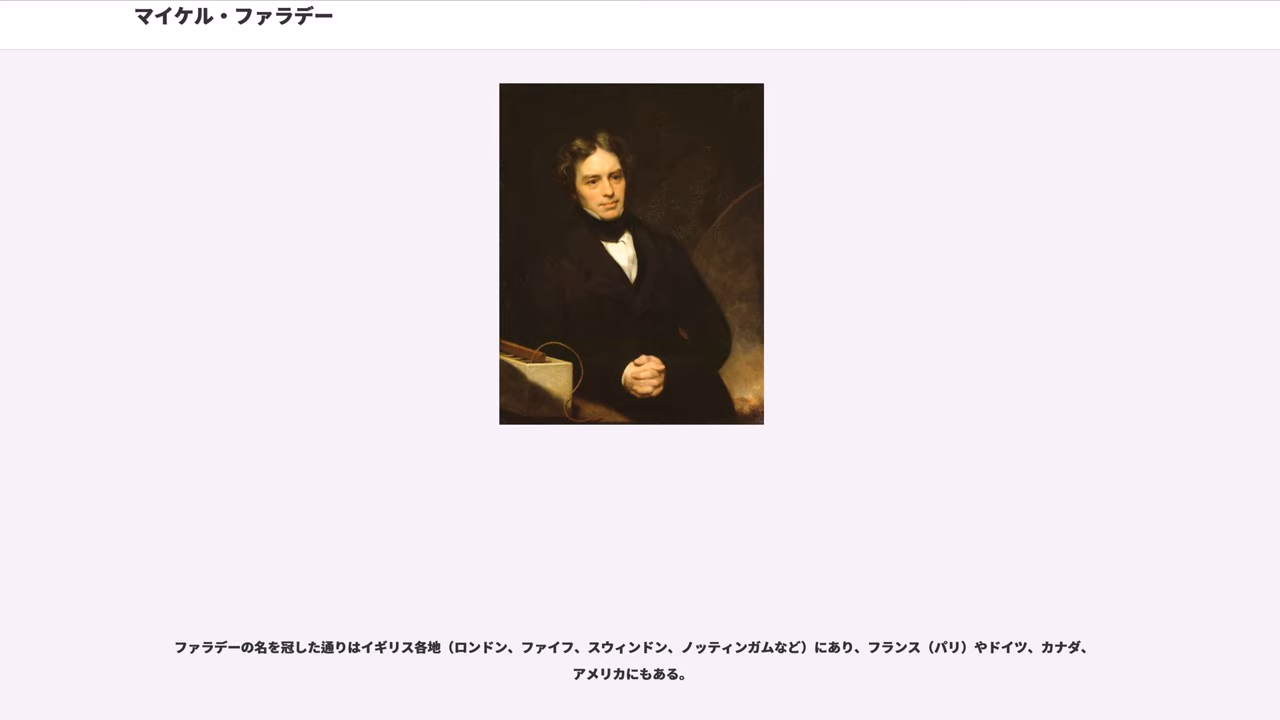 マイケル・ファラデー
ファラデーの名を冠した通りはイギリス各地（ロンドン、ファイフ、スウィンドン、ノッティンガムなど）にあり、フランス（パリ）やドイツ、カナダ、
アメリカにもある。